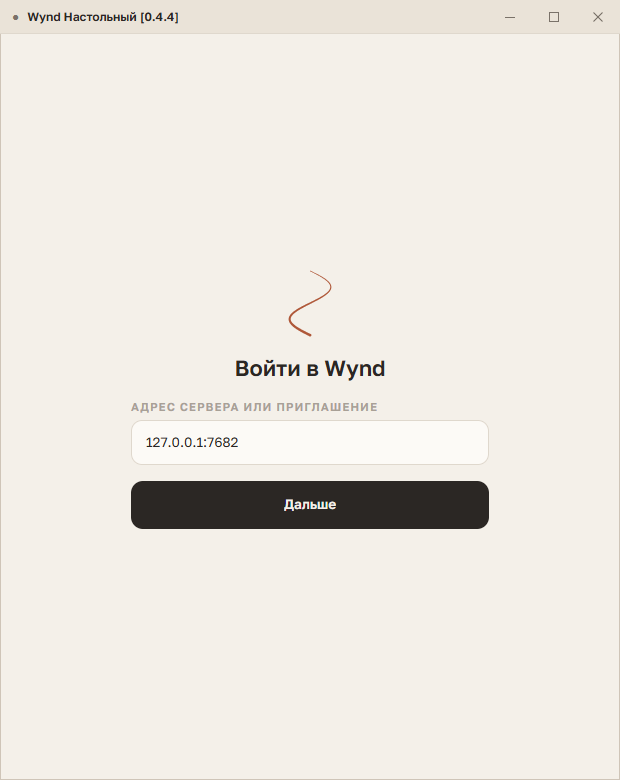 Wynd Настольный [0.4.4]
Войти в Wynd
АДРЕС СЕРВЕРА ИЛИ ПРИГЛАШЕНИЕ
127.0.0.1:7682
Дальше